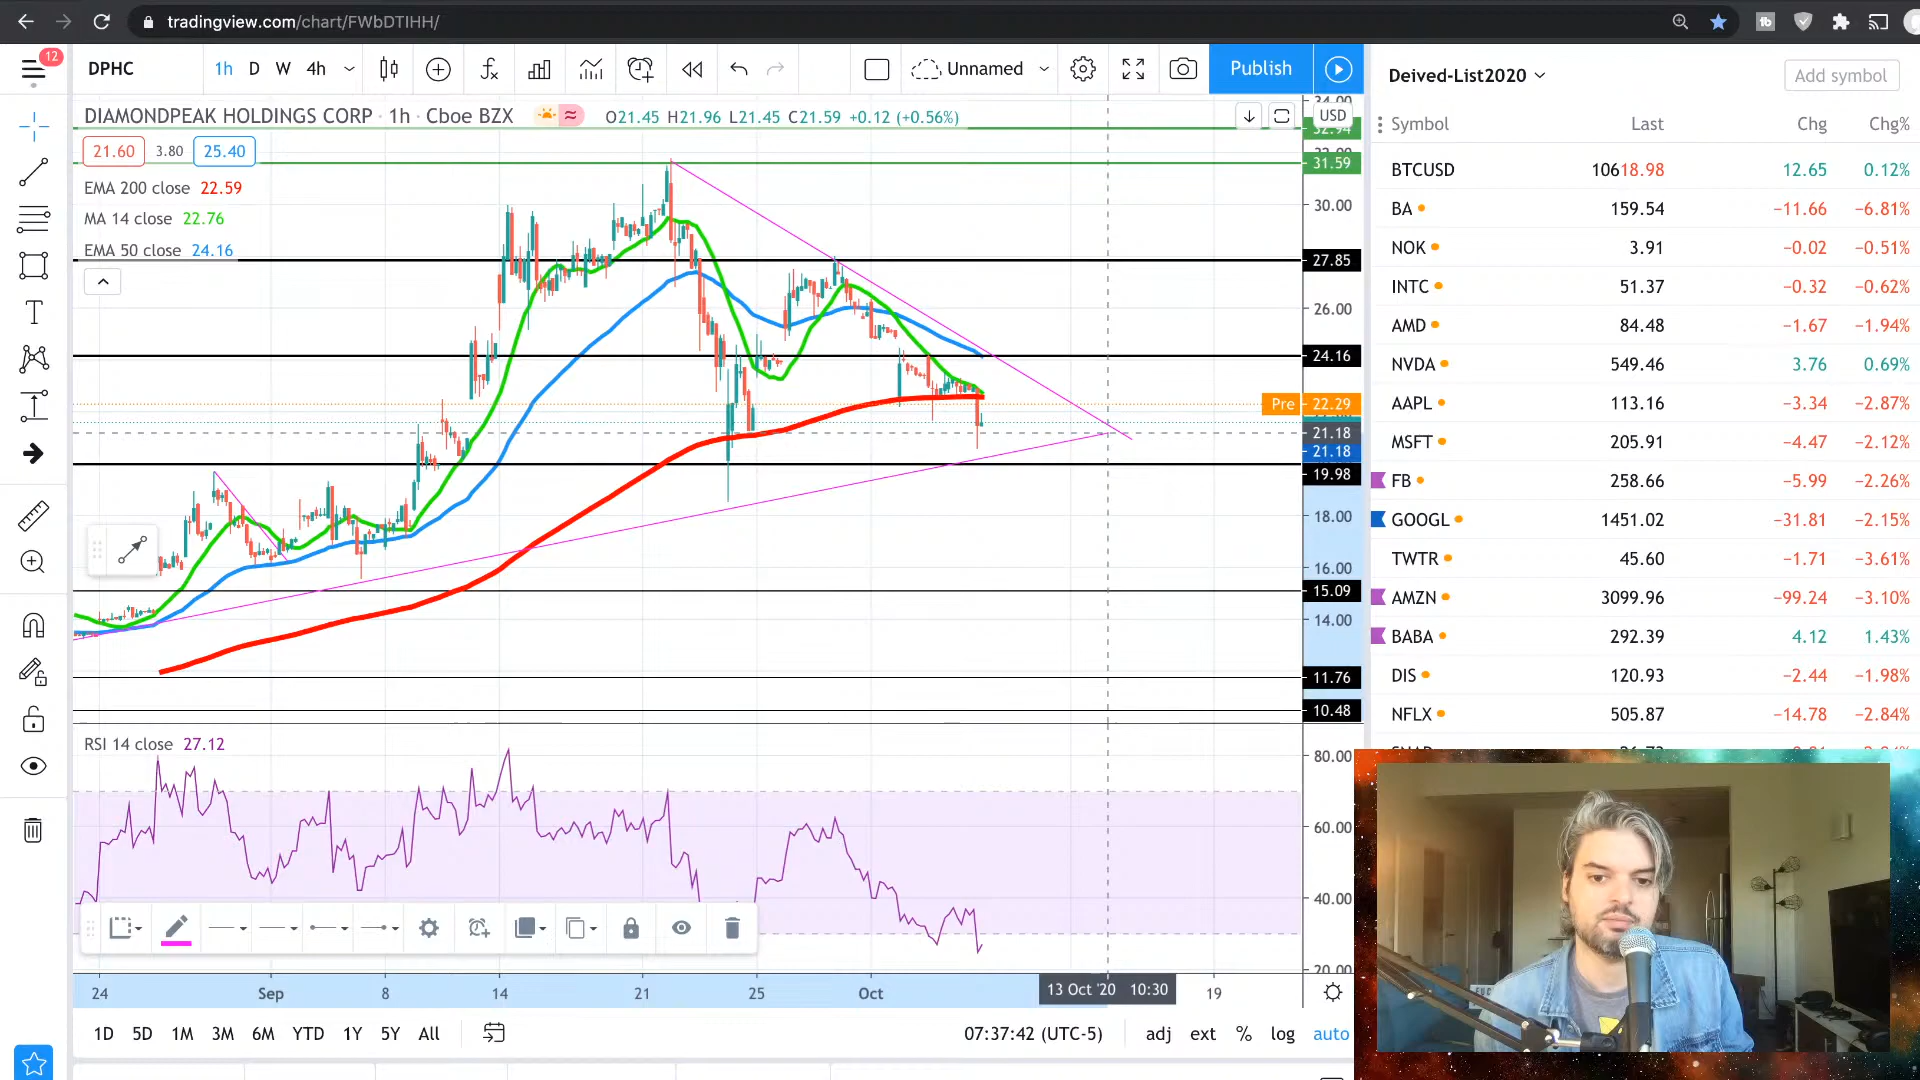 tradingview.com/chart/FWbDTIHH/
12
DPHC
1h D W 4h
Unnamed
Publish
Deived-List2020
Add symbol
DIAMONDPEAK HOLDINGS CORP · 1h · Cboe BZX
O21.45 H21.96 L21.45 C21.59 +0.12 (+0.56%)
USD
21.60 3.80 25.40
EMA 200 close 22.59
MA 14 close 22.76
EMA 50 close 24.16
32.94
31.59
30.00
27.85
26.00
24.16
Pre 22.29
21.18
21.18
19.98
18.00
16.00
15.09
14.00
11.76
10.48
RSI 14 close 27.12
80.00
60.00
40.00
20.00
24 Sep 8 14 21 25 Oct 13 Oct '20 10:30 19
1D 5D 1M 3M 6M YTD 1Y 5Y All
07:37:42 (UTC-5) adj ext % log auto
Symbol Last Chg Chg%
BTCUSD 10618.98 12.65 0.12%
BA 159.54 −11.66 −6.81%
NOK 3.91 −0.02 −0.51%
INTC 51.37 −0.32 −0.62%
AMD 84.48 −1.67 −1.94%
NVDA 549.46 3.76 0.69%
AAPL 113.16 −3.34 −2.87%
MSFT 205.91 −4.47 −2.12%
FB 258.66 −5.99 −2.26%
GOOGL 1451.02 −31.81 −2.15%
TWTR 45.60 −1.71 −3.61%
AMZN 3099.96 −99.24 −3.10%
BABA 292.39 4.12 1.43%
DIS 120.93 −2.44 −1.98%
NFLX 505.87 −14.78 −2.84%